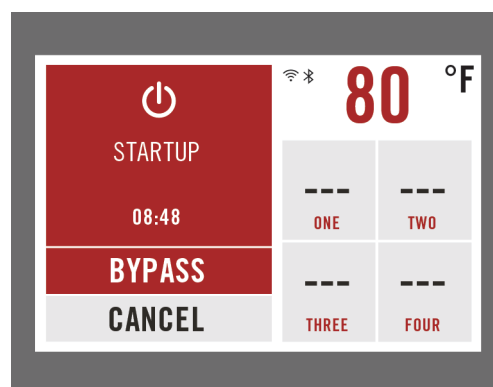 STARTUP
08:48
BYPASS
CANCEL
80 °F
---
ONE
---
TWO
---
THREE
---
FOUR